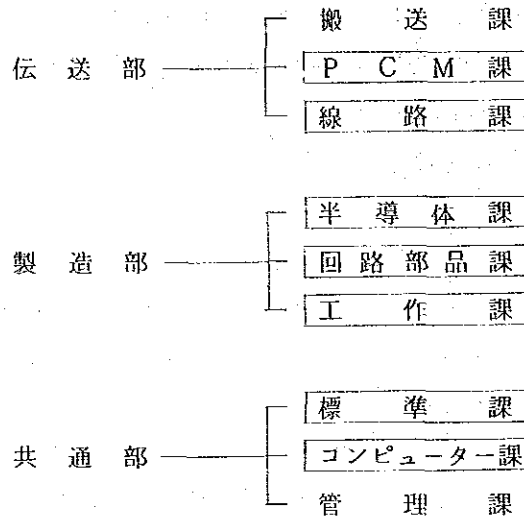 搬送課
伝送部
PCM課
線路課
半導体課
製造部
回路部品課
工作課
標準課
共通部
コンピューター課
管理課